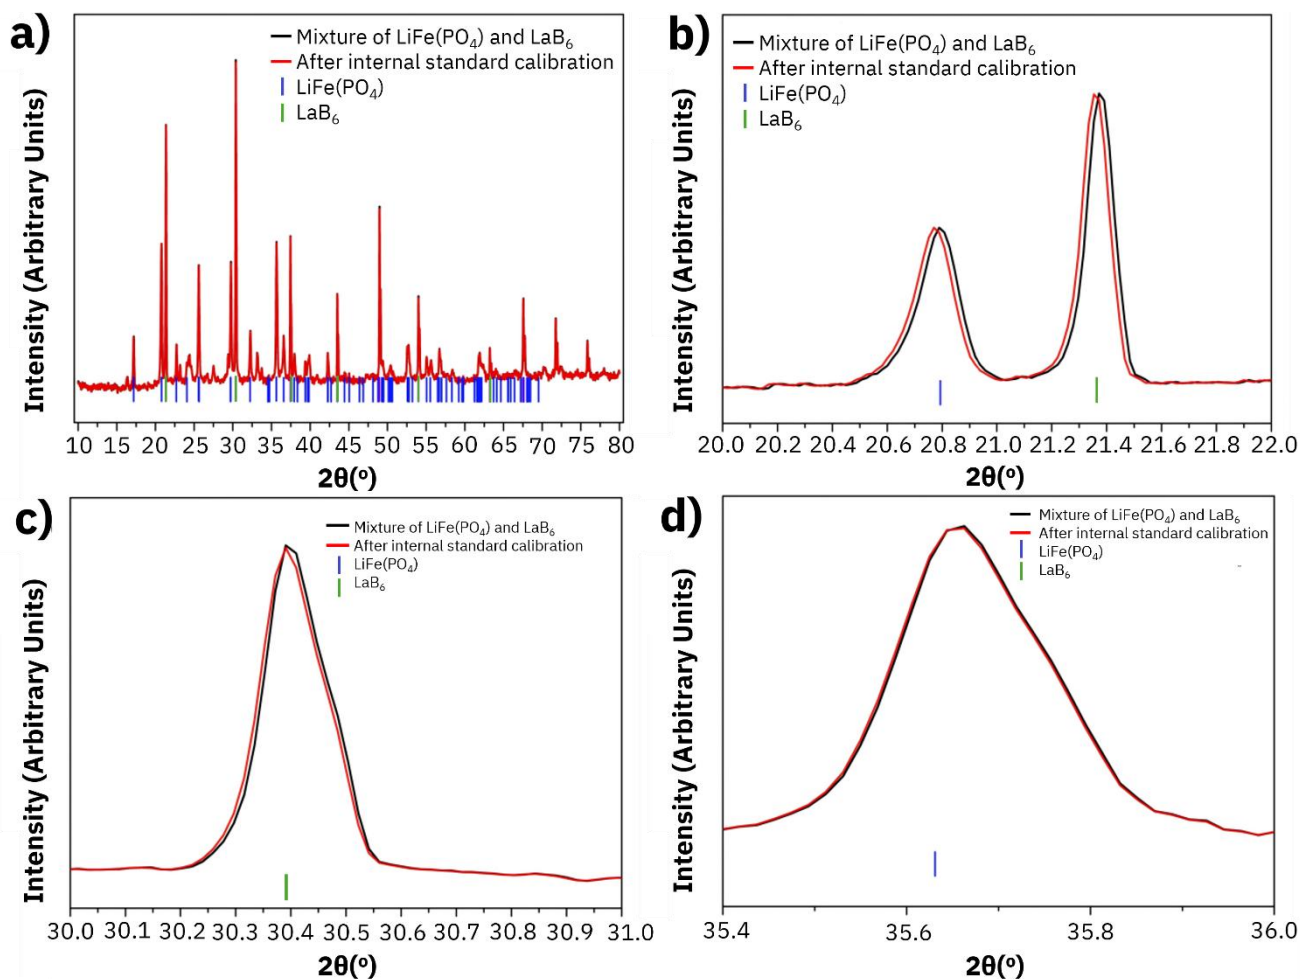 a)
Mixture of LiFe(PO₄) and LaB₆
After internal standard calibration
LiFe(PO₄)
LaB₆
Intensity (Arbitrary Units)
10 15 20 25 30 35 40 45 50 55 60 65 70 75 80
2θ(º)
b)
Mixture of LiFe(PO₄) and LaB₆
After internal standard calibration
LiFe(PO₄)
LaB₆
Intensity (Arbitrary Units)
20.0 20.2 20.4 20.6 20.8 21.0 21.2 21.4 21.6 21.8 22.0
2θ(º)
c)
Mixture of LiFe(PO₄) and LaB₆
After internal standard calibration
LiFe(PO₄)
LaB₆
Intensity (Arbitrary Units)
30.0 30.1 30.2 30.3 30.4 30.5 30.6 30.7 30.8 30.9 31.0
2θ(º)
d)
Mixture of LiFe(PO₄) and LaB₆
After internal standard calibration
LiFe(PO₄)
LaB₆
Intensity (Arbitrary Units)
35.4 35.6 35.8 36.0
2θ(º)